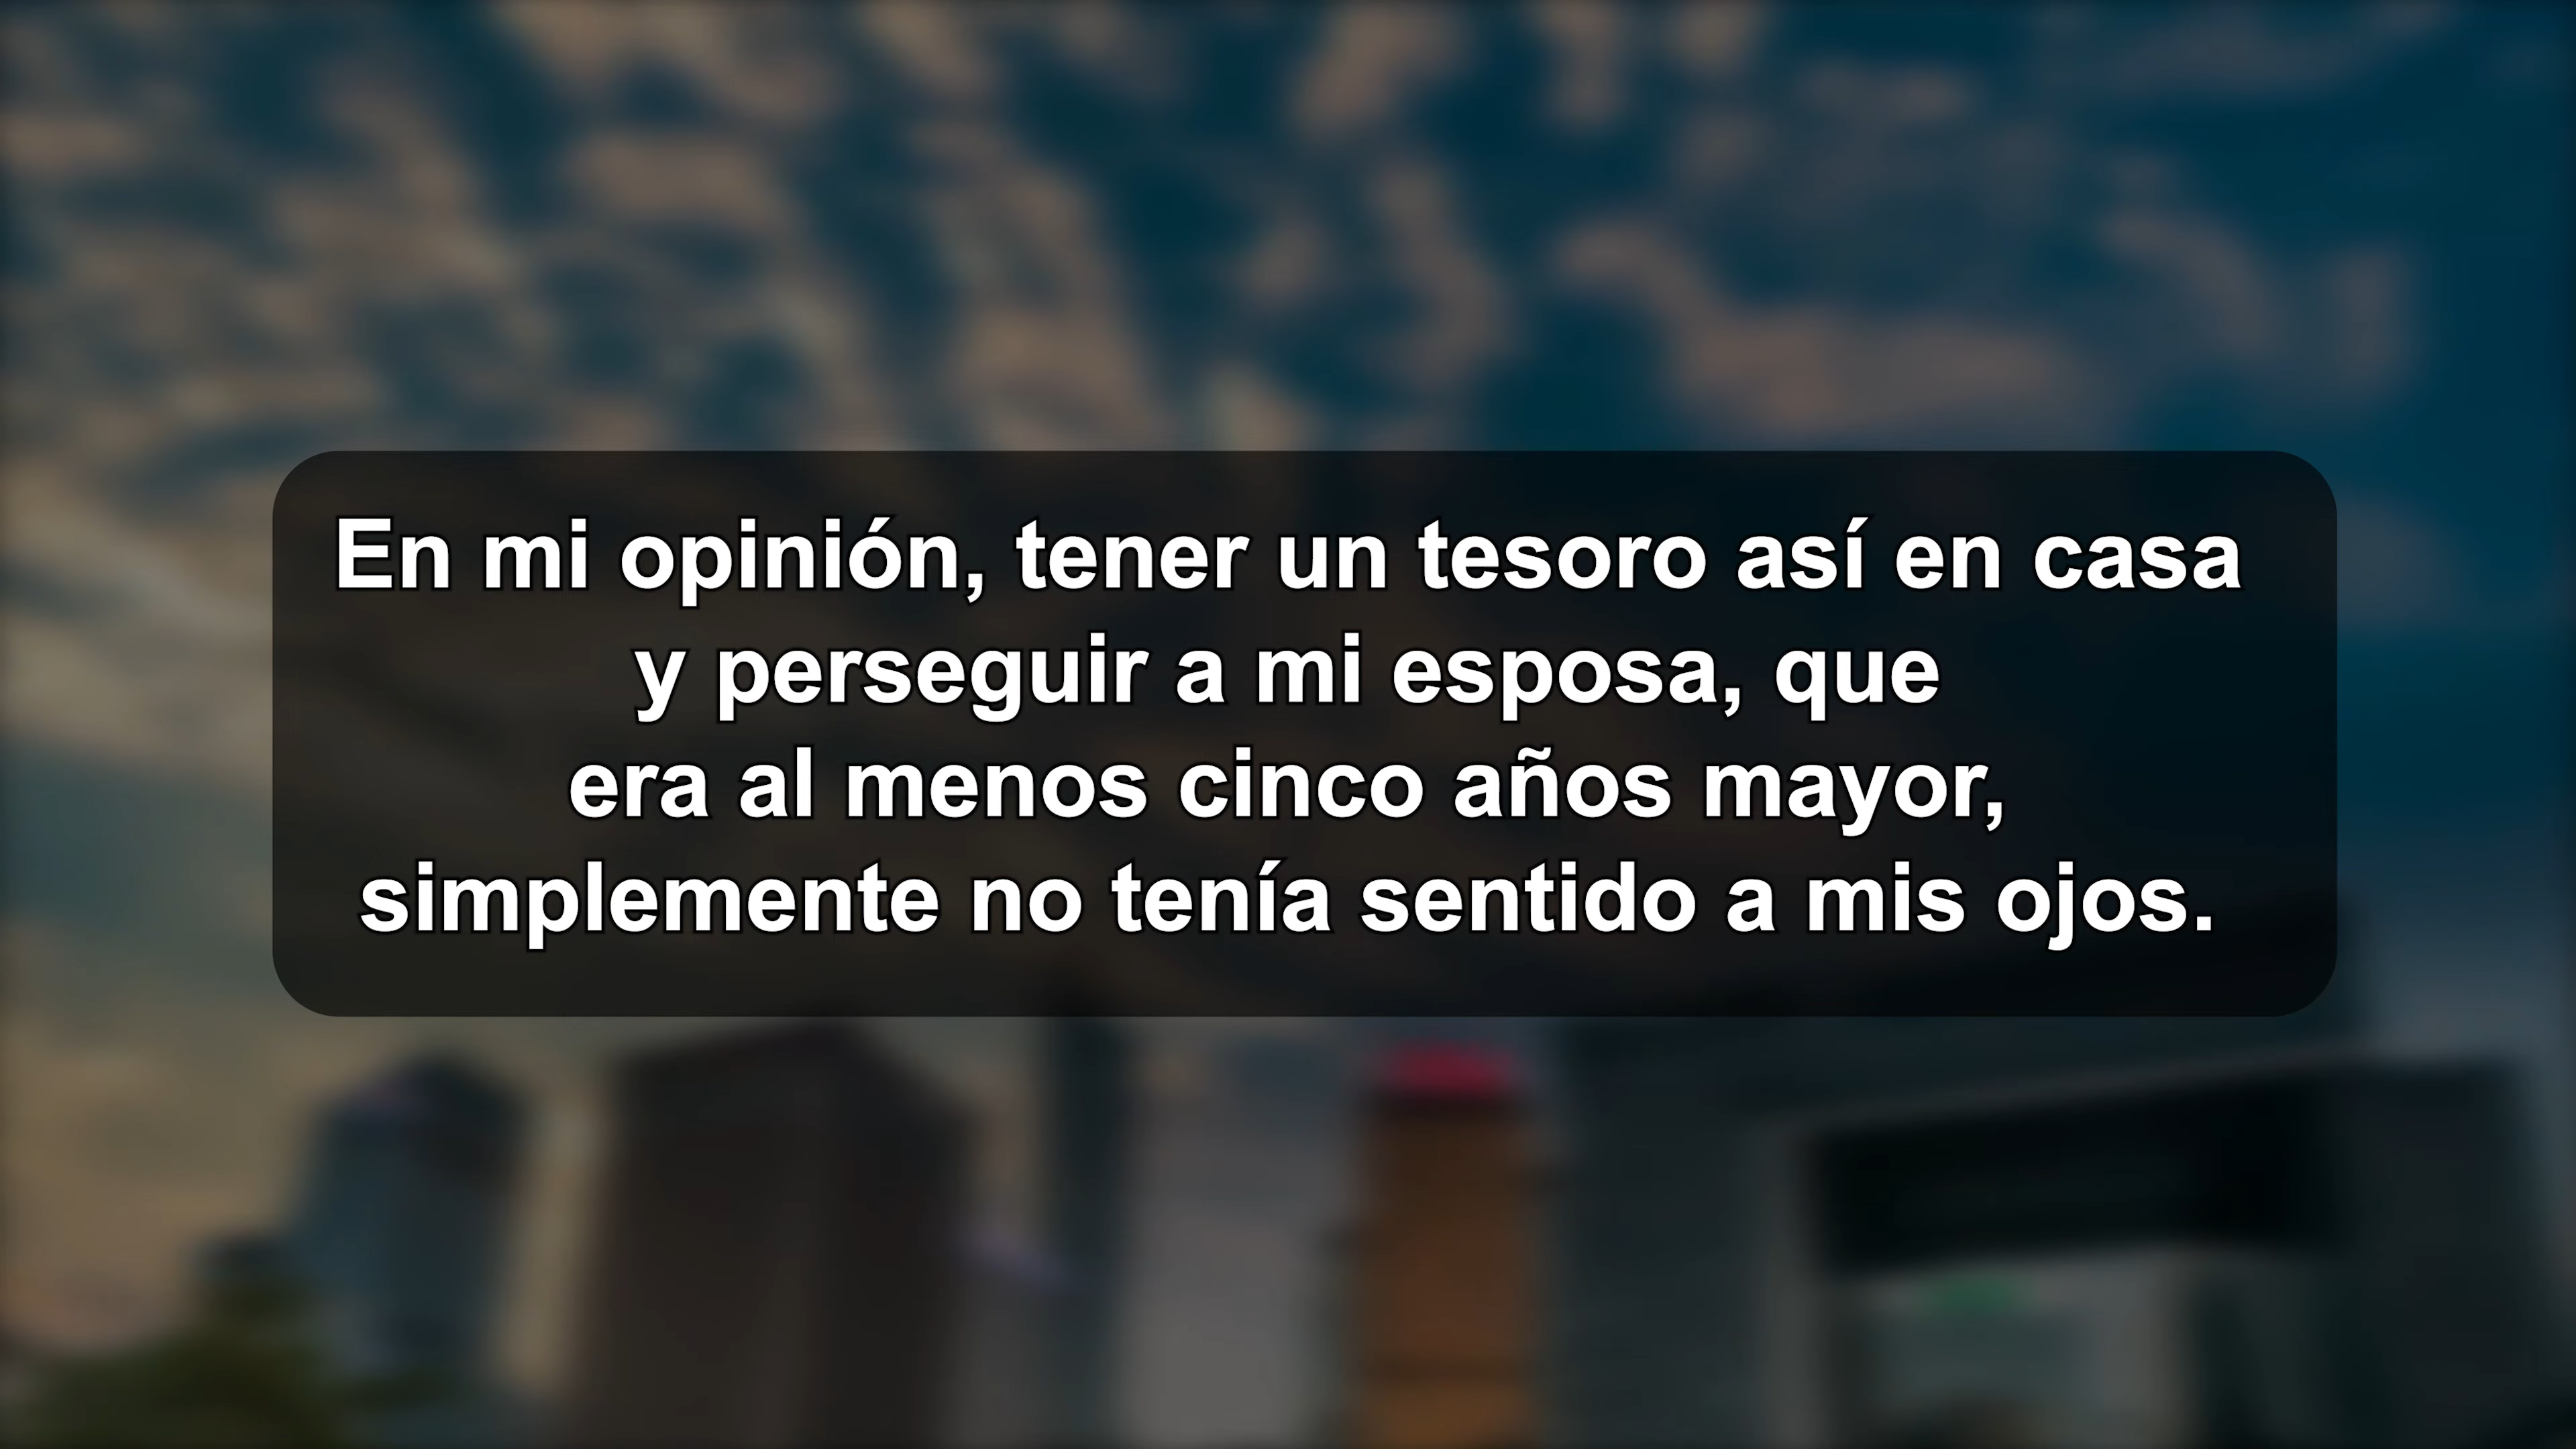 En mi opinión, tener un tesoro así en casa
y perseguir a mi esposa, que
era al menos cinco años mayor,
simplemente no tenía sentido a mis ojos.